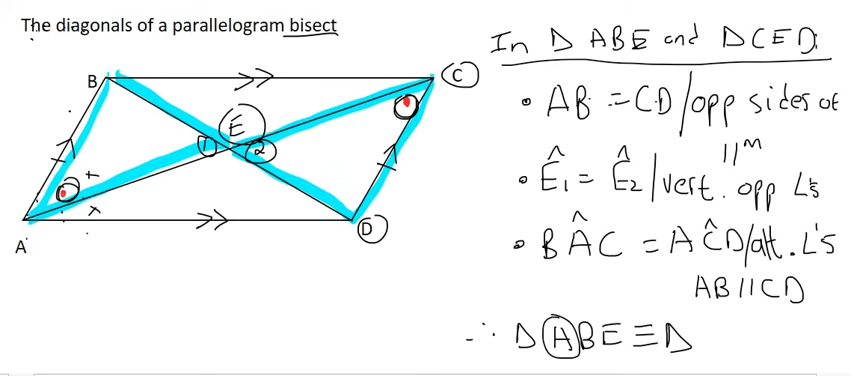 The diagonals of a parallelogram bisect
B
C
E
1
2
x
x
A
D
In Δ ABE and ΔCED:
• AB = CD/opp sides of
//m
• Ê1 = Ê2/vert. opp L's
• BÂC = AĈD/alt. L's
AB//CD
∴ Δ ABE ≡ Δ